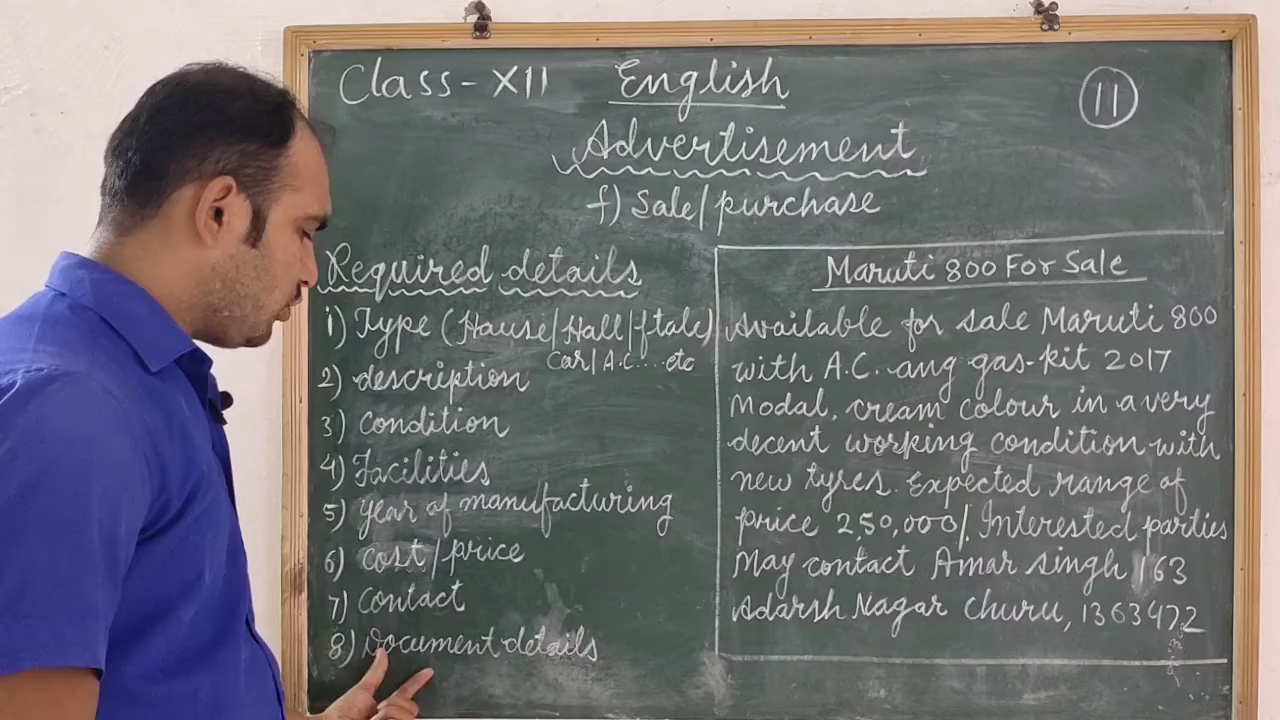 Class - XII English
11
Advertisement
f) Sale/purchase
Required details
1) Type (House/Hall/ftale)
car/A.C.... etc
2) description
3) Condition
4) Facilities
5) year of manufacturing
6) Cost/price
7) Contact
8) Document details
Maruti 800 For Sale
Available for sale Maruti 800
with A.C. ang gas-kit 2017
Modal, cream colour in a very
decent working condition with
new tyres. Expected range of
price 2,50,000/. Interested parties
May contact Amar singh 163
Adarsh Nagar Churu, 1363472